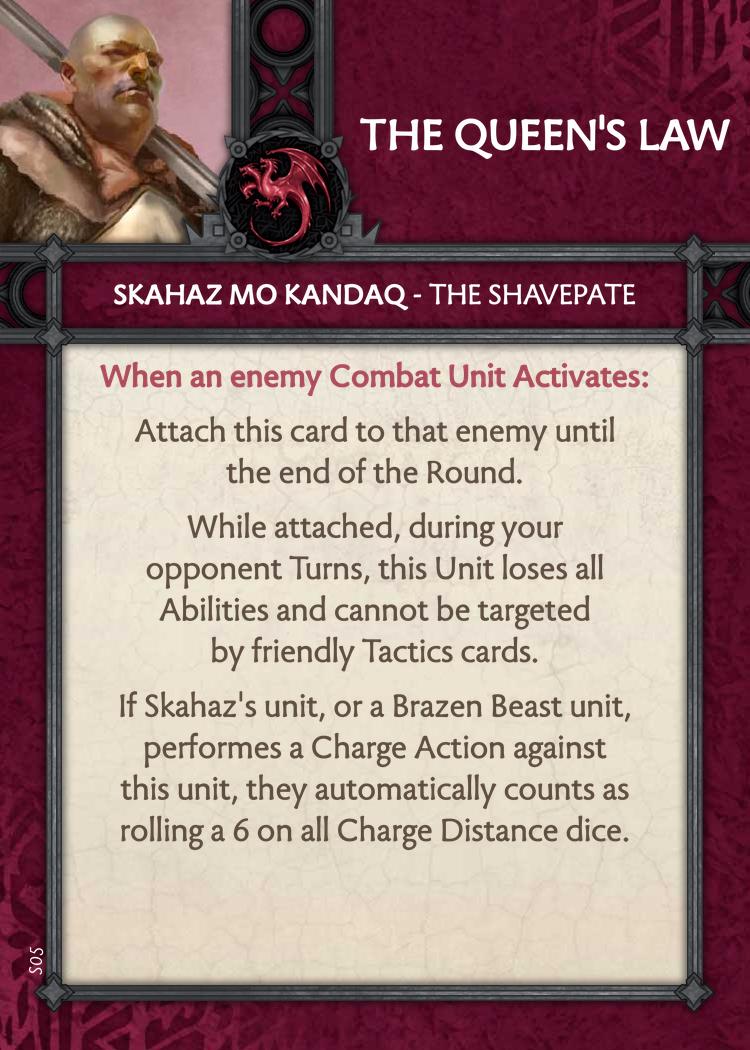 THE QUEEN'S LAW
SKAHAZ MO KANDAQ - THE SHAVEPATE
When an enemy Combat Unit Activates:
Attach this card to that enemy until
the end of the Round.
While attached, during your
opponent Turns, this Unit loses all
Abilities and cannot be targeted
by friendly Tactics cards.
If Skahaz's unit, or a Brazen Beast unit,
performes a Charge Action against
this unit, they automatically counts as
rolling a 6 on all Charge Distance dice.
S05